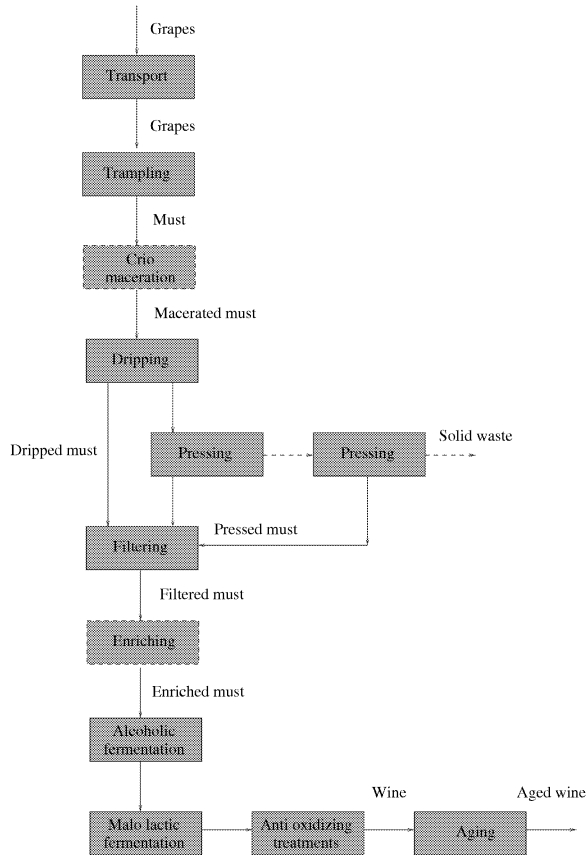 Grapes
Transport
Grapes
Trampling
Must
Crio
maceration
Macerated must
Dripping
Dripped must
Pressing
Pressing
Solid waste
Pressed must
Filtering
Filtered must
Enriching
Enriched must
Alcoholic
fermentation
Malo lactic
fermentation
Anti oxidizing
treatments
Wine
Aging
Aged wine